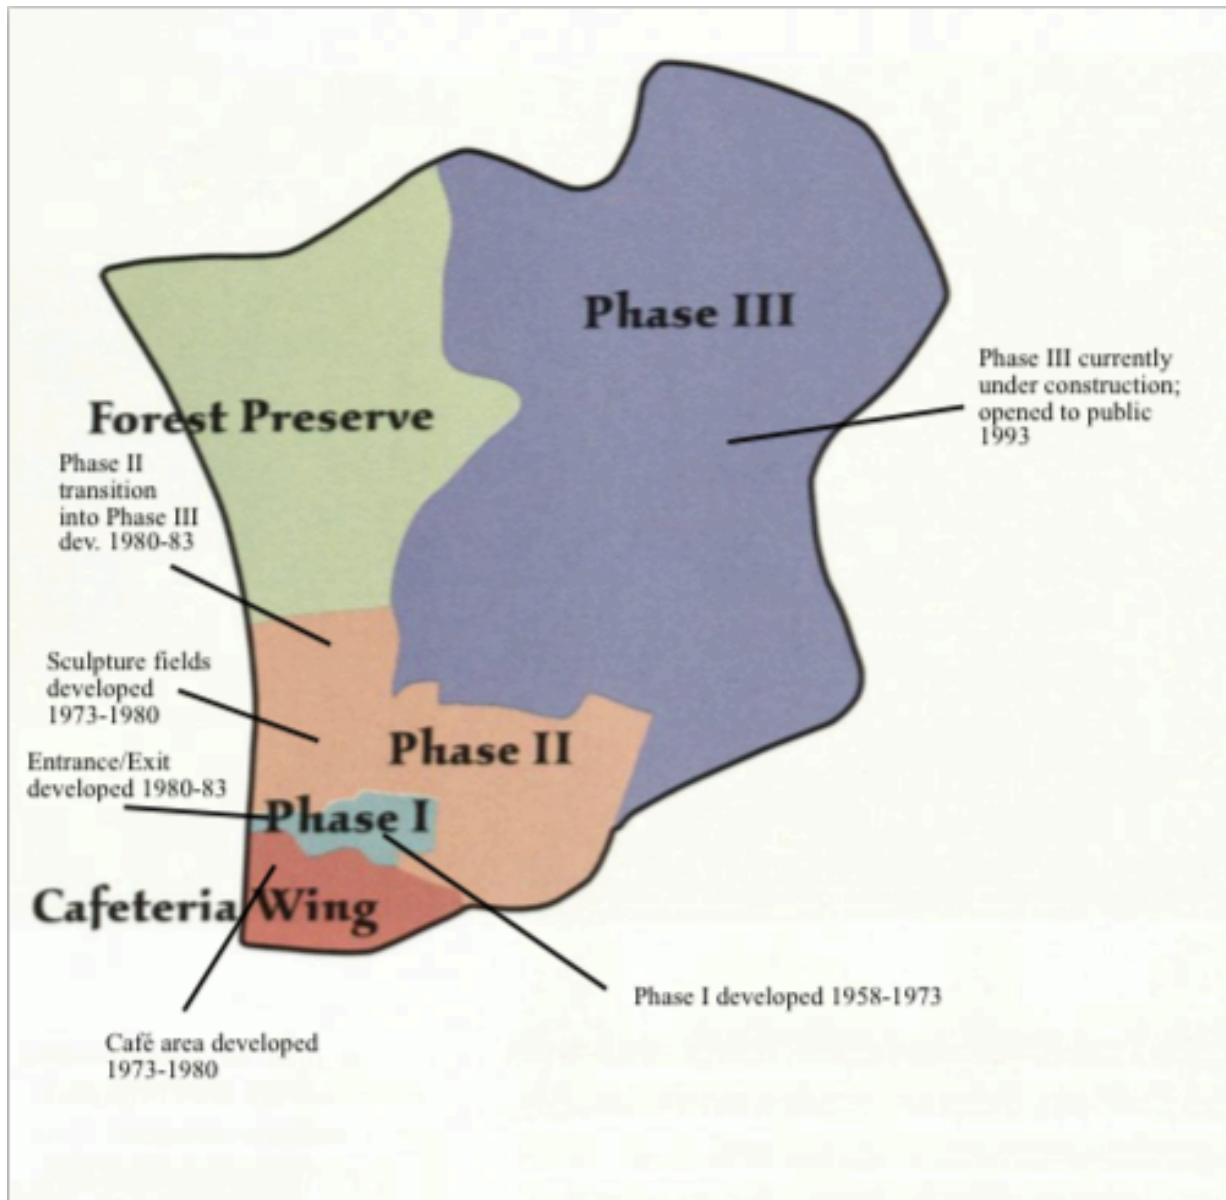 Phase III
Phase III currently
under construction;
opened to public
1993
Forest Preserve
Phase II
transition
into Phase III
dev. 1980-83
Sculpture fields
developed
1973-1980
Phase II
Entrance/Exit
developed 1980-83
Phase I
Cafeteria Wing
Phase I developed 1958-1973
Café area developed
1973-1980